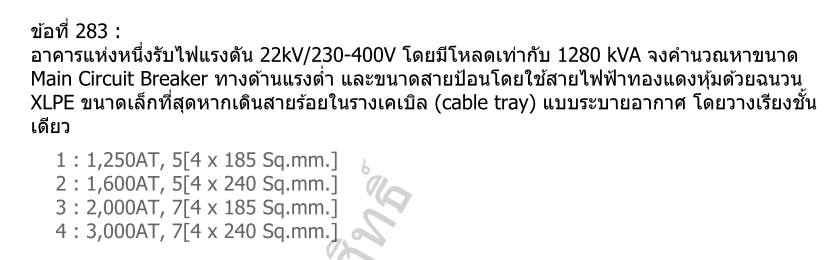 ข้อที่ 283 :
อาคารแห่งหนึ่งรับไฟแรงดัน 22kV/230-400V โดยมีโหลดเท่ากับ 1280 kVA จงคำนวณหาขนาด
Main Circuit Breaker ทางด้านแรงต่ำ และขนาดสายป้อนโดยใช้สายไฟฟ้าทองแดงหุ้มด้วยฉนวน
XLPE ขนาดเล็กที่สุดหากเดินสายร้อยในรางเคเบิล (cable tray) แบบระบายอากาศ โดยวางเรียงชั้น
เดียว
1 : 1,250AT, 5[4 x 185 Sq.mm.]
2 : 1,600AT, 5[4 x 240 Sq.mm.]
3 : 2,000AT, 7[4 x 185 Sq.mm.]
4 : 3,000AT, 7[4 x 240 Sq.mm.]